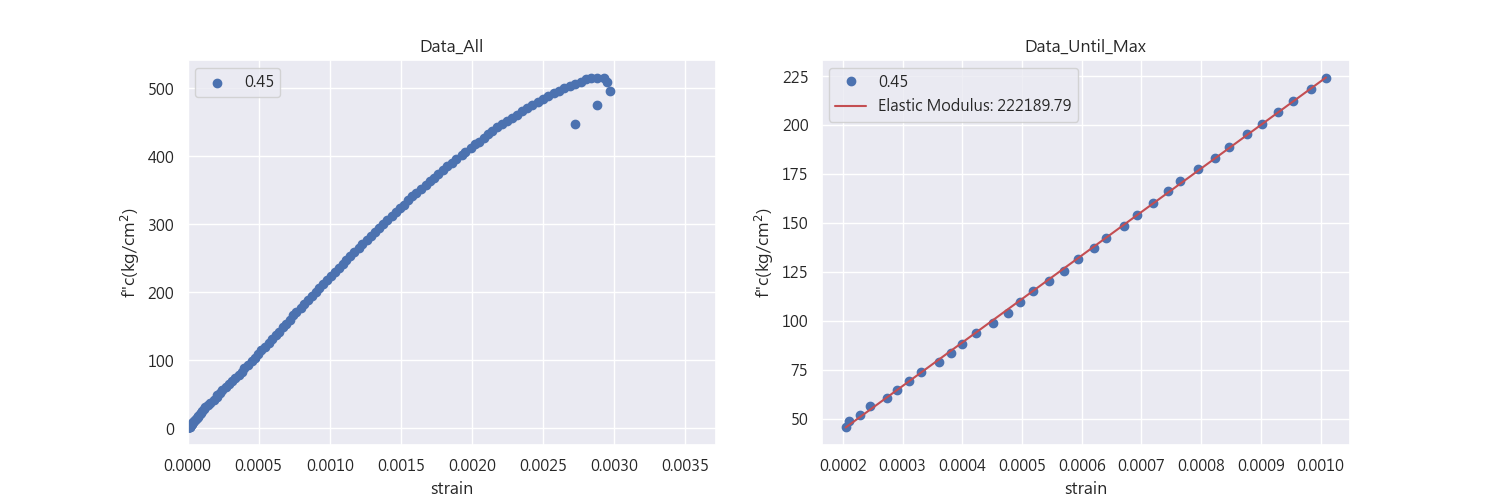 Data_All
0.45
500
400
300
200
100
0
f"c(kg/cm²)
0.0000 0.0005 0.0010 0.0015 0.0020 0.0025 0.0030 0.0035
strain
Data_Until_Max
0.45
Elastic Modulus: 222189.79
225
200
175
150
125
100
75
50
f"c(kg/cm²)
0.0002 0.0003 0.0004 0.0005 0.0006 0.0007 0.0008 0.0009 0.0010
strain